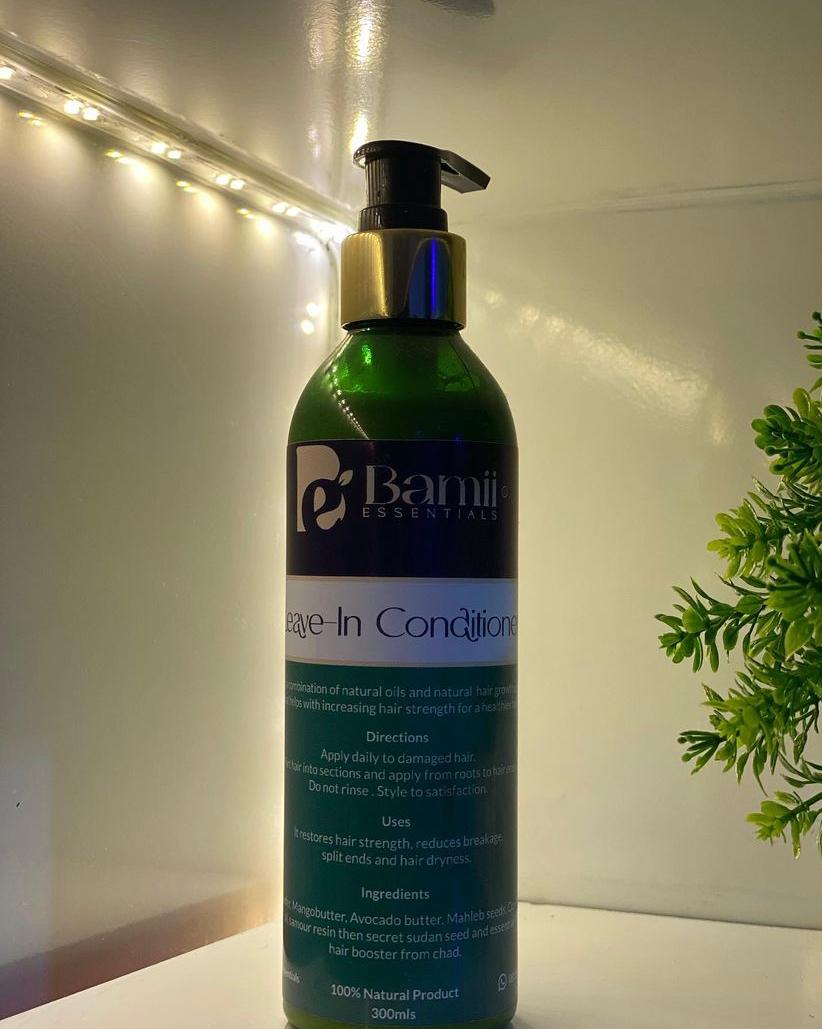 Bamii
ESSENTIALS
eave-In Conditione
combination of natural oils and natural hair growth
helps with increasing hair strength for a healthier
Directions
Apply daily to damaged hair.
hair into sections and apply from roots to hair
Do not rinse . Style to satisfaction.
Uses
It restores hair strength, reduces breakage,
split ends and hair dryness.
Ingredients
Mangobutter, Avocado butter, Mahleb seeds,
samour resin then secret sudan seed and
hair booster from chad.
100% Natural Product
300mls